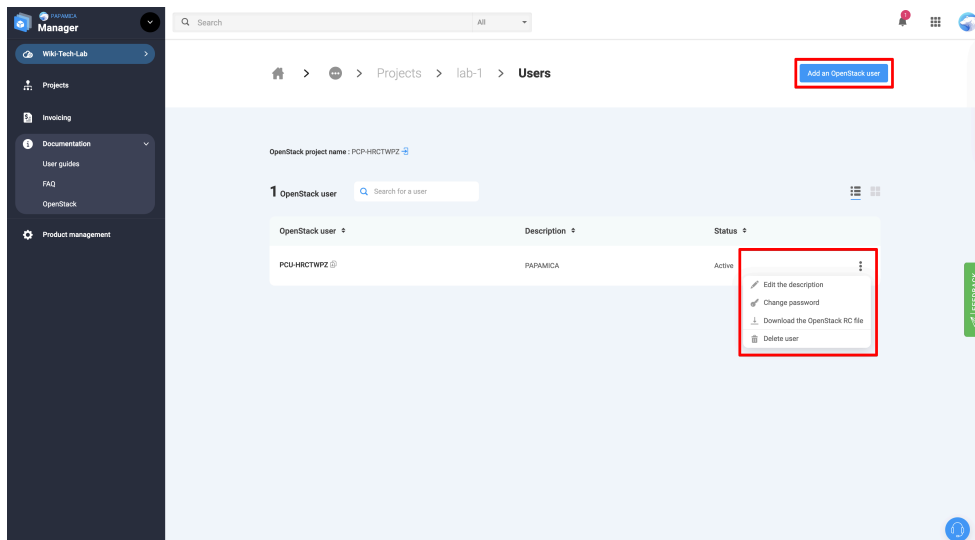 PAPAMICA
Manager
Search
All
1
Wiki-Tech-Lab
Projects
Invoicing
Documentation
User guides
FAQ
OpenStack
Product management
Projects > lab-1 > Users
Add an OpenStack user
OpenStack project name : PCP-HRCTWPZ
1 OpenStack user
Search for a user
OpenStack user
Description
Status
PCU-HRCTWPZ
PAPAMICA
Active
Edit the description
Change password
Download the OpenStack RC file
Delete user
FEEDBACK